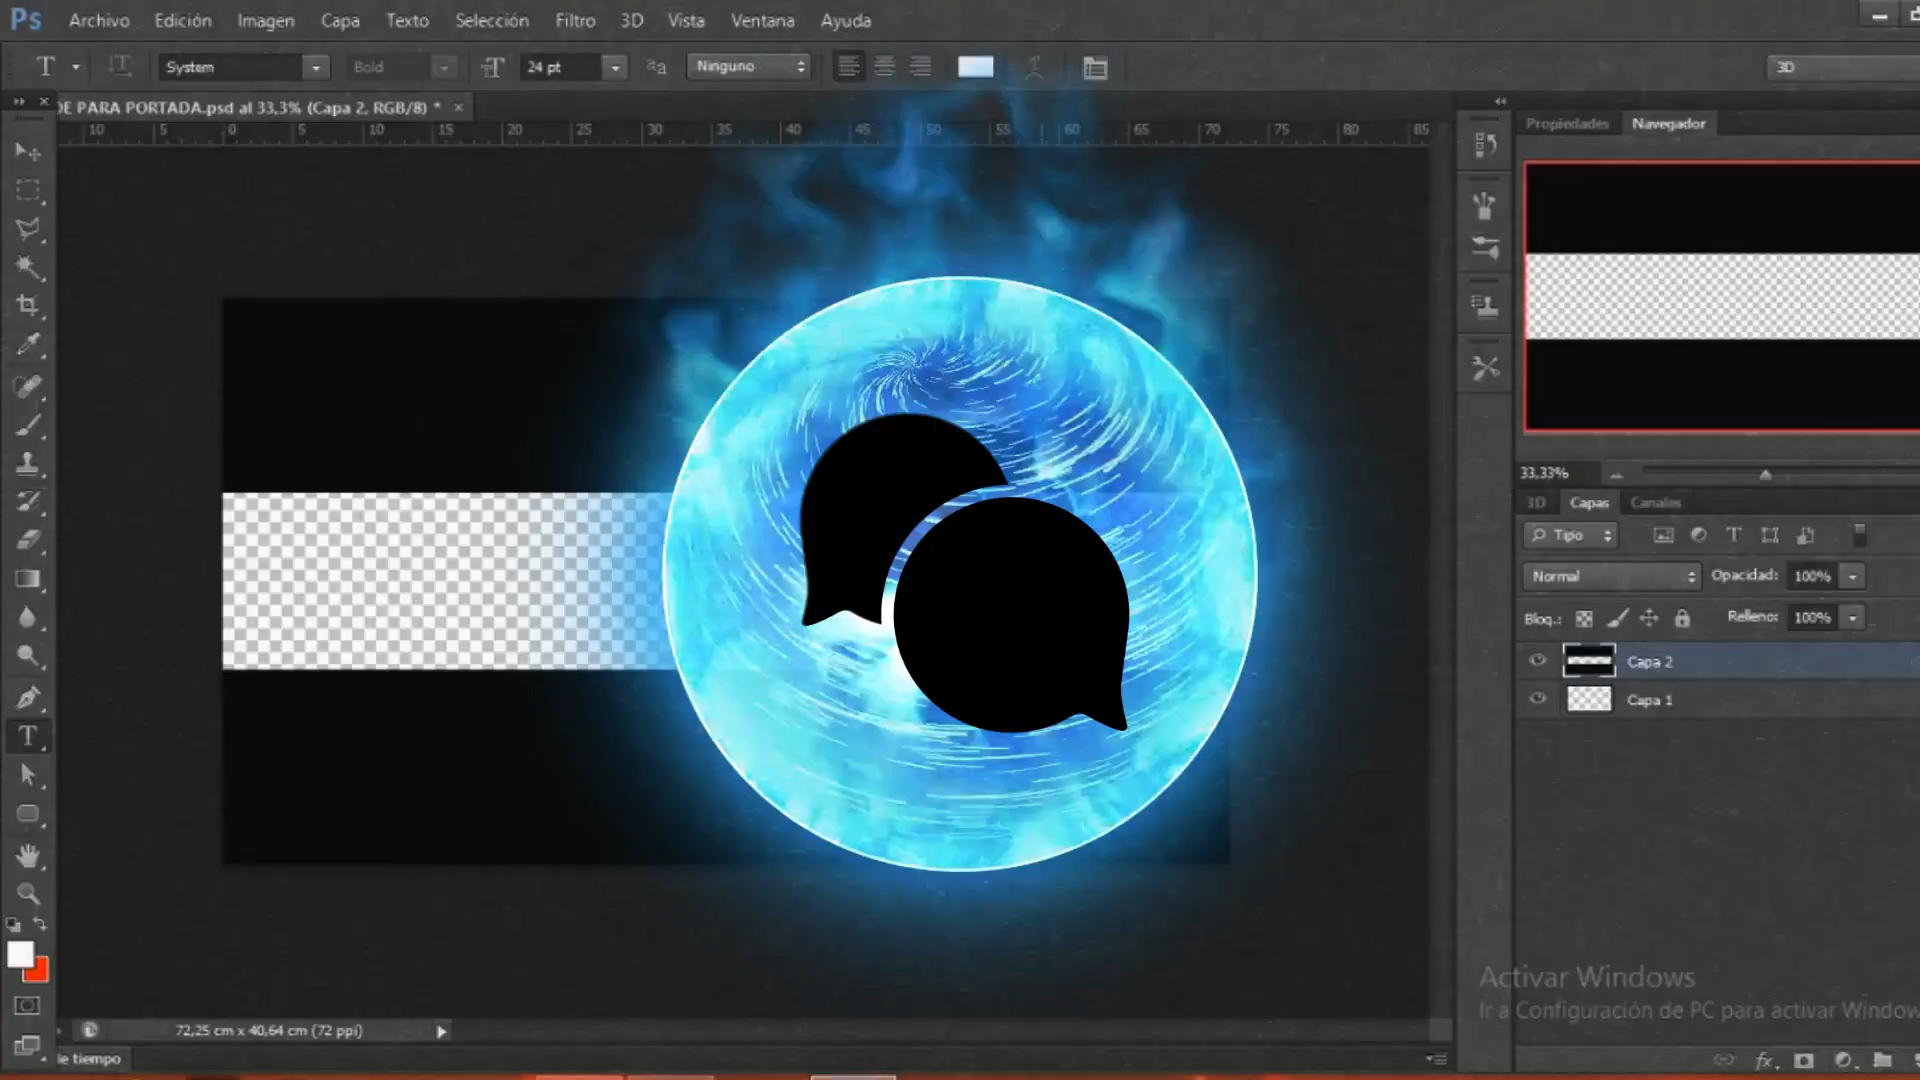 Ps Archivo Edición Imagen Capa Texto Selección Filtro 3D Vista Ventana Ayuda
T System Bold 24 pt aa Ninguno 3D
DE PARA PORTADA.psd al 33,3% (Capa 2, RGB/8) * ×
10 5 0 5 10 15 20 25 30 35 40 45 50 55 60 65 70 75 80 85
Propiedades Navegador
33,33%
3D Capas Canales
Tipo
Normal Opacidad: 100%
Bloq.: Relleno: 100%
Capa 2
Capa 1
Activar Windows
Ir a Configuración de PC para activar Window
72,25 cm x 40,64 cm (72 ppi)
de tiempo
fx